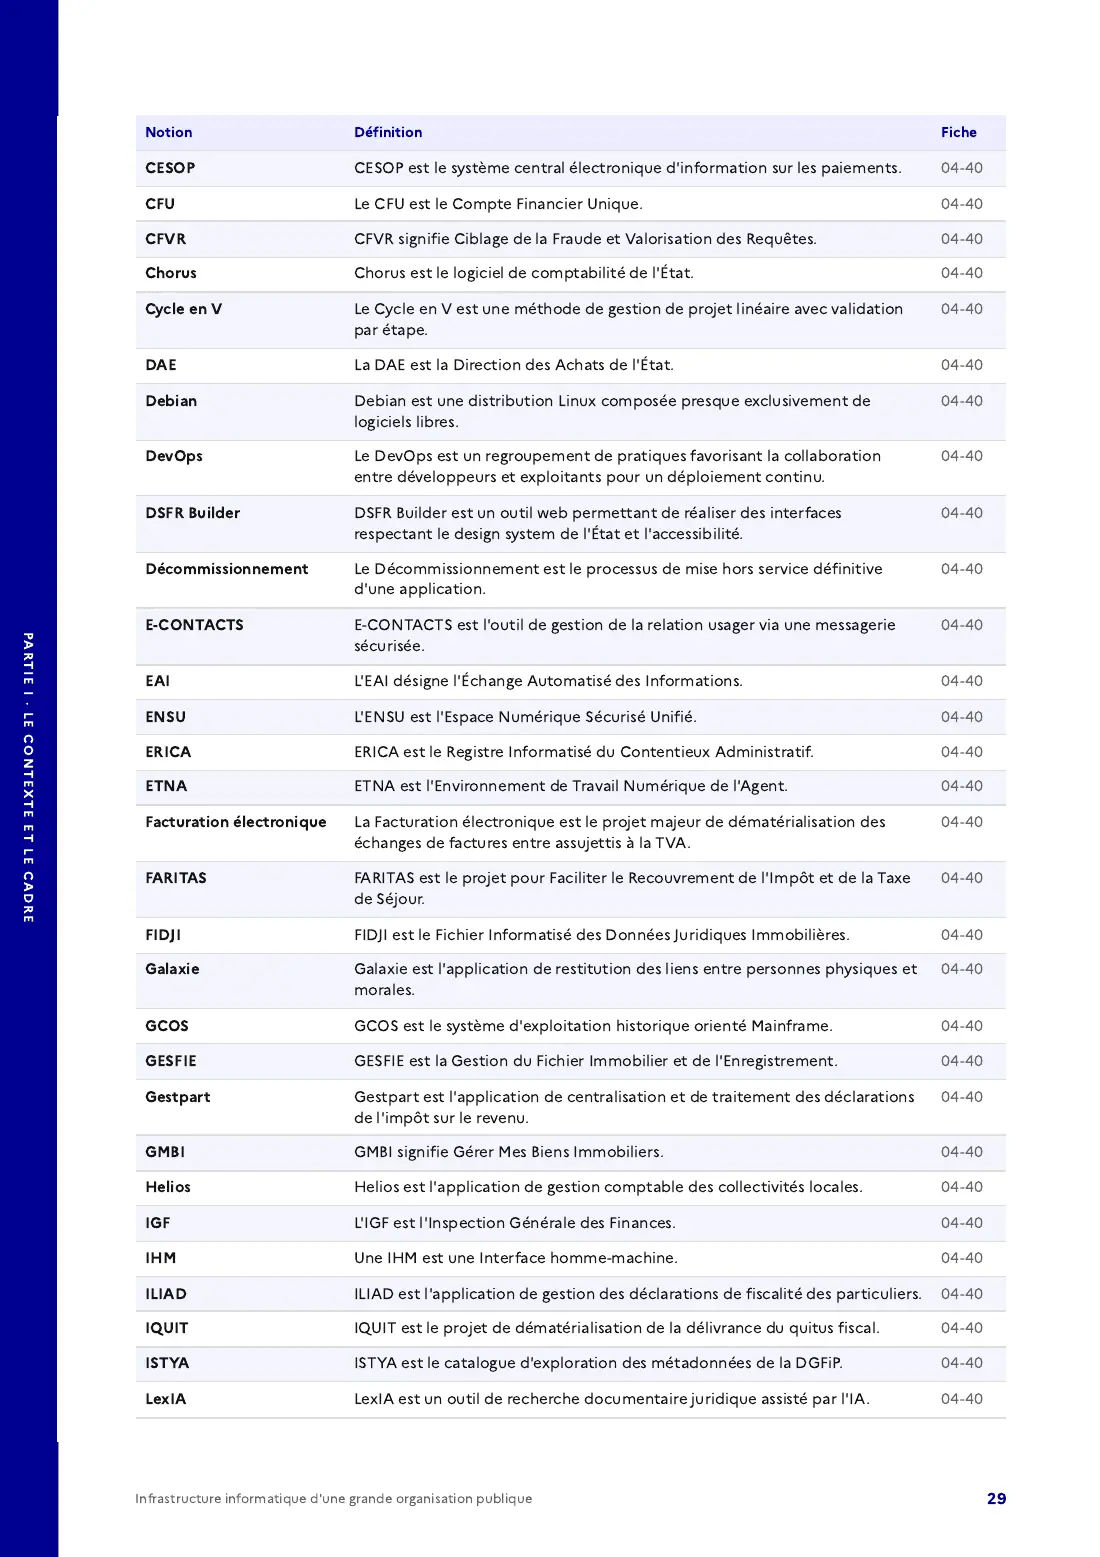 Notion Définition Fiche
CESOP CESOP est le système central électronique d'information sur les paiements. 04-40
CFU Le CFU est le Compte Financier Unique. 04-40
CFVR CFVR signifie Ciblage de la Fraude et Valorisation des Requêtes. 04-40
Chorus Chorus est le logiciel de comptabilité de l'État. 04-40
Cycle en V Le Cycle en V est une méthode de gestion de projet linéaire avec validation 04-40
par étape.
DAE La DAE est la Direction des Achats de l'État. 04-40
Debian Debian est une distribution Linux composée presque exclusivement de 04-40
logiciels libres.
DevOps Le DevOps est un regroupement de pratiques favorisant la collaboration 04-40
entre développeurs et exploitants pour un déploiement continu.
DSFR Builder DSFR Builder est un outil web permettant de réaliser des interfaces 04-40
respectant le design system de l'État et l'accessibilité.
Décommissionnement Le Décommissionnement est le processus de mise hors service définitive 04-40
d'une application.
E-CONTACTS E-CONTACTS est l'outil de gestion de la relation usager via une messagerie 04-40
sécurisée.
EAI L'EAI désigne l'Échange Automatisé des Informations. 04-40
ENSU L'ENSU est l'Espace Numérique Sécurisé Unifié. 04-40
ERICA ERICA est le Registre Informatisé du Contentieux Administratif. 04-40
ETNA ETNA est l'Environnement de Travail Numérique de l'Agent. 04-40
Facturation électronique La Facturation électronique est le projet majeur de dématérialisation des 04-40
échanges de factures entre assujettis à la TVA.
FARITAS FARITAS est le projet pour Faciliter le Recouvrement de l'Impôt et de la Taxe 04-40
de Séjour.
FIDJI FIDJI est le Fichier Informatisé des Données Juridiques Immobilières. 04-40
Galaxie Galaxie est l'application de restitution des liens entre personnes physiques et 04-40
morales.
GCOS GCOS est le système d'exploitation historique orienté Mainframe. 04-40
GESFIE GESFIE est la Gestion du Fichier Immobilier et de l'Enregistrement. 04-40
Gestpart Gestpart est l'application de centralisation et de traitement des déclarations 04-40
de l'impôt sur le revenu.
GMBI GMBI signifie Gérer Mes Biens Immobiliers. 04-40
Helios Helios est l'application de gestion comptable des collectivités locales. 04-40
IGF L'IGF est l'Inspection Générale des Finances. 04-40
IHM Une IHM est une Interface homme-machine. 04-40
ILIAD ILIAD est l'application de gestion des déclarations de fiscalité des particuliers. 04-40
IQUIT IQUIT est le projet de dématérialisation de la délivrance du quitus fiscal. 04-40
ISTYA ISTYA est le catalogue d'exploration des métadonnées de la DGFiP. 04-40
LexIA LexIA est un outil de recherche documentaire juridique assisté par l'IA. 04-40
PARTIE I · LE CONTEXTE ET LE CADRE
Infrastructure informatique d'une grande organisation publique 29